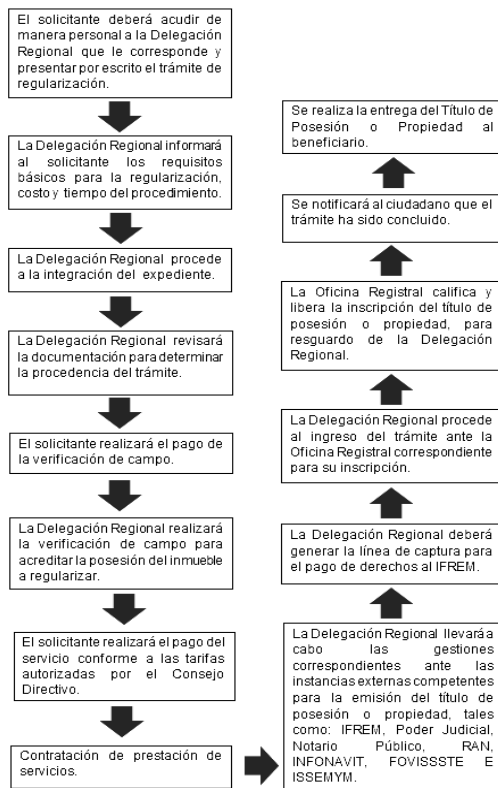 El solicitante deberá acudir de
manera personal a la Delegación
Regional que le corresponde y
presentar por escrito el trámite de
regularización.
La Delegación Regional informará
al solicitante los requisitos
básicos para la regularización,
costo y tiempo del procedimiento.
La Delegación Regional procede
a la integración del expediente.
La Delegación Regional revisará
la documentación para determinar
la procedencia del trámite.
El solicitante realizará el pago de
la verificación de campo.
La Delegación Regional realizará
la verificación de campo para
acreditar la posesión del inmueble
a regularizar.
El solicitante realizará el pago del
servicio conforme a las tarifas
autorizadas por el Consejo
Directivo.
Contratación de prestación de
servicios.
La Delegación Regional llevará a
cabo las gestiones
correspondientes ante las
instancias externas competentes
para la emisión del título de
posesión o propiedad, tales
como: IFREM, Poder Judicial,
Notario Público, RAN,
INFONAVIT, FOVISSSTE E
ISSEMYM.
La Delegación Regional deberá
generar la línea de captura para
el pago de derechos al IFREM.
La Delegación Regional procede
al ingreso del trámite ante la
Oficina Registral correspondiente
para su inscripción.
La Oficina Registral califica y
libera la inscripción del título de
posesión o propiedad, para
resguardo de la Delegación
Regional.
Se notificará al ciudadano que el
trámite ha sido concluido.
Se realiza la entrega del Título de
Posesión o Propiedad al
beneficiario.